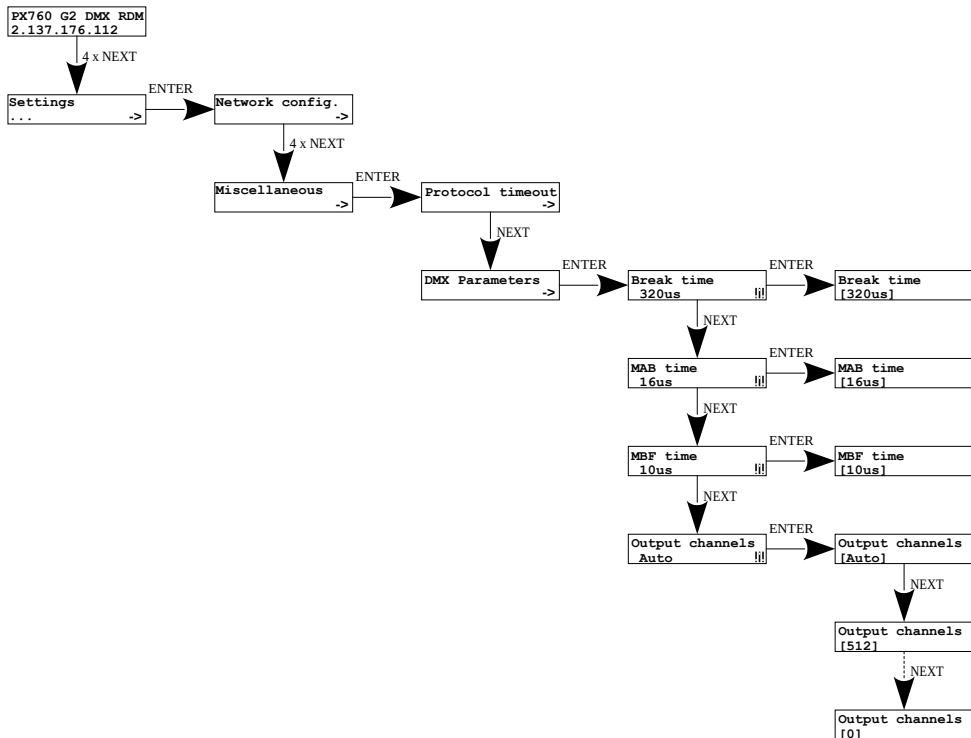 PX760 G2 DMX RDM
2.137.176.112
4 x NEXT
Settings
... ->
ENTER
Network config.
->
4 x NEXT
Miscellaneous
->
ENTER
Protocol timeout
->
NEXT
DMX Parameters
->
ENTER
Break time
320us !i!
ENTER
Break time
[320us]
NEXT
MAB time
16us !i!
ENTER
MAB time
[16us]
NEXT
MBF time
10us !i!
ENTER
MBF time
[10us]
NEXT
Output channels
Auto !i!
ENTER
Output channels
[Auto]
NEXT
Output channels
[512]
NEXT
Output channels
[0]